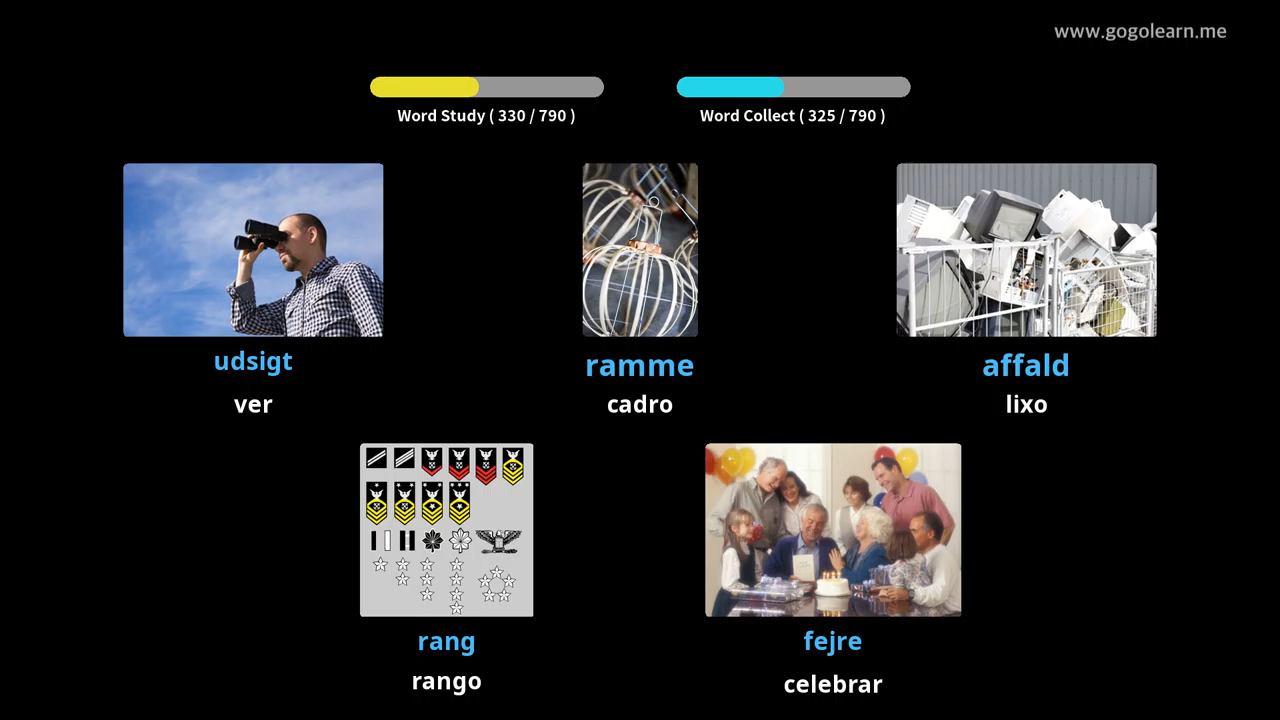 www.gogolearn.me
Word Study ( 330 / 790 )
Word Collect ( 325 / 790 )
udsigt
ver
ramme
cadro
affald
lixo
rang
rango
fejre
celebrar